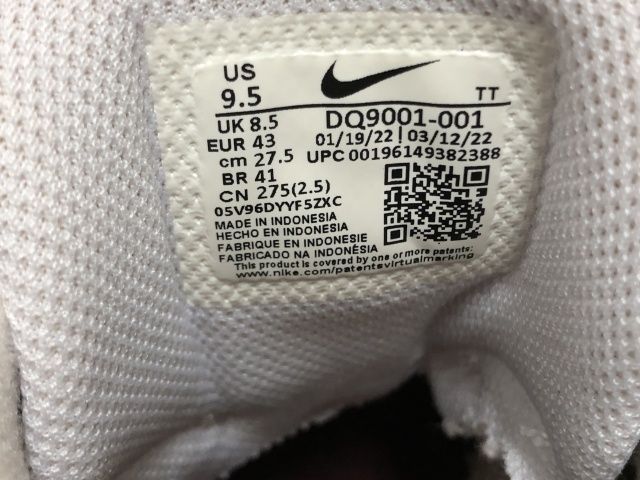 US
9.5
TT
UK 8.5
DQ9001-001
EUR 43
01/19/22 | 03/12/22
cm 27.5
UPC 00196149382388
BR 41
CN 275(2.5)
05V96DYYF5ZXC
MADE IN INDONESIA
HECHO EN INDONESIA
FABRIQUE EN INDONESIE
FABRICADO NA INDONÉSIA
This product is covered by one or more patents:
www.nike.com/patentsvirtualmarking